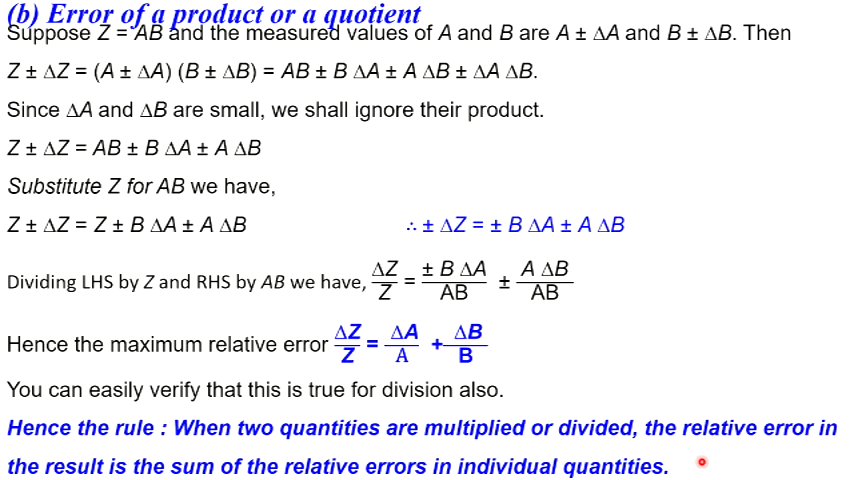 (b) Error of a product or a quotient
Suppose Z = AB and the measured values of A and B are A ± ΔA and B ± ΔB. Then
Z ± ΔZ = (A ± ΔA) (B ± ΔB) = AB ± B ΔA ± A ΔB ± ΔA ΔB.
Since ΔA and ΔB are small, we shall ignore their product.
Z ± ΔZ = AB ± B ΔA ± A ΔB
Substitute Z for AB we have,
Z ± ΔZ = Z ± B ΔA ± A ΔB ∴ ± ΔZ = ± B ΔA ± A ΔB
Dividing LHS by Z and RHS by AB we have, ΔZ/Z = ± B ΔA/AB ± A ΔB/AB
Hence the maximum relative error ΔZ/Z = ΔA/A + ΔB/B
You can easily verify that this is true for division also.
Hence the rule : When two quantities are multiplied or divided, the relative error in
the result is the sum of the relative errors in individual quantities.